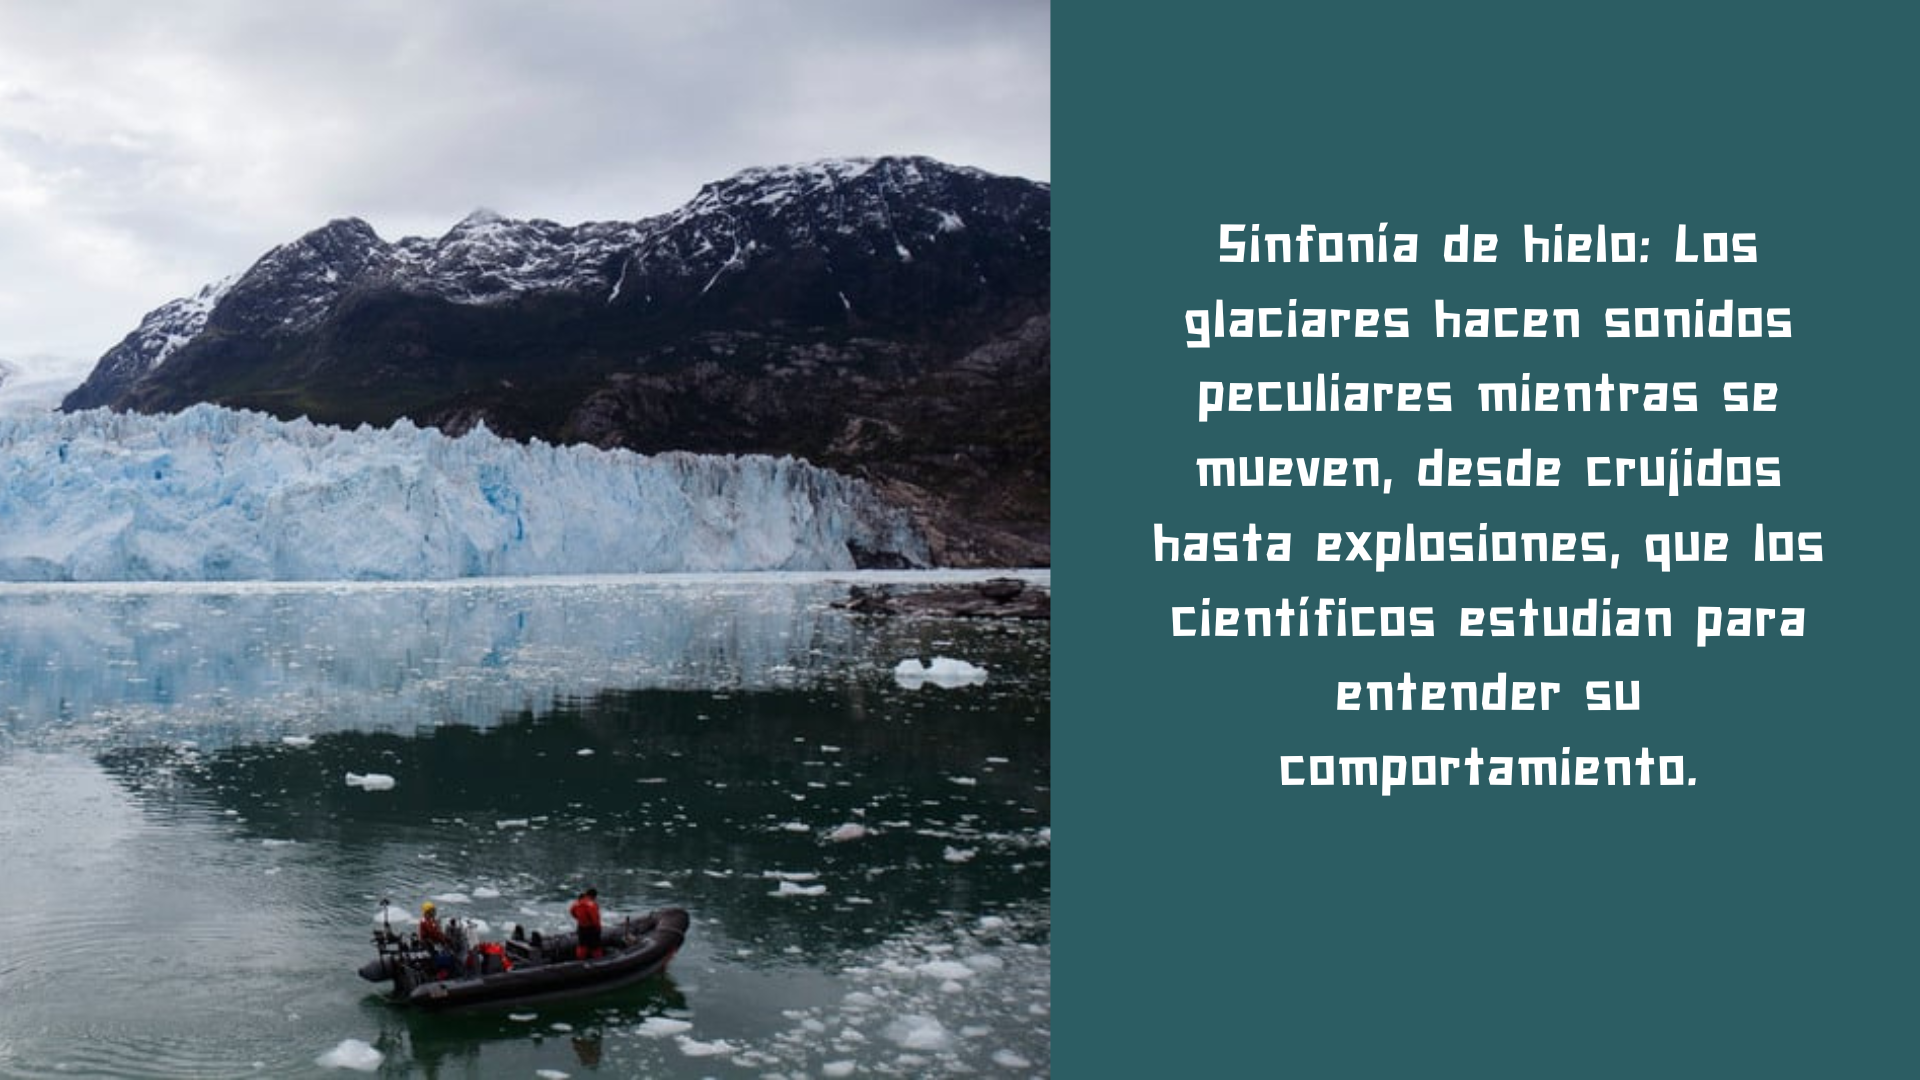 Sinfonía de hielo: Los
glaciares hacen sonidos
peculiares mientras se
mueven, desde crujidos
hasta explosiones, que los
científicos estudian para
entender su
comportamiento.